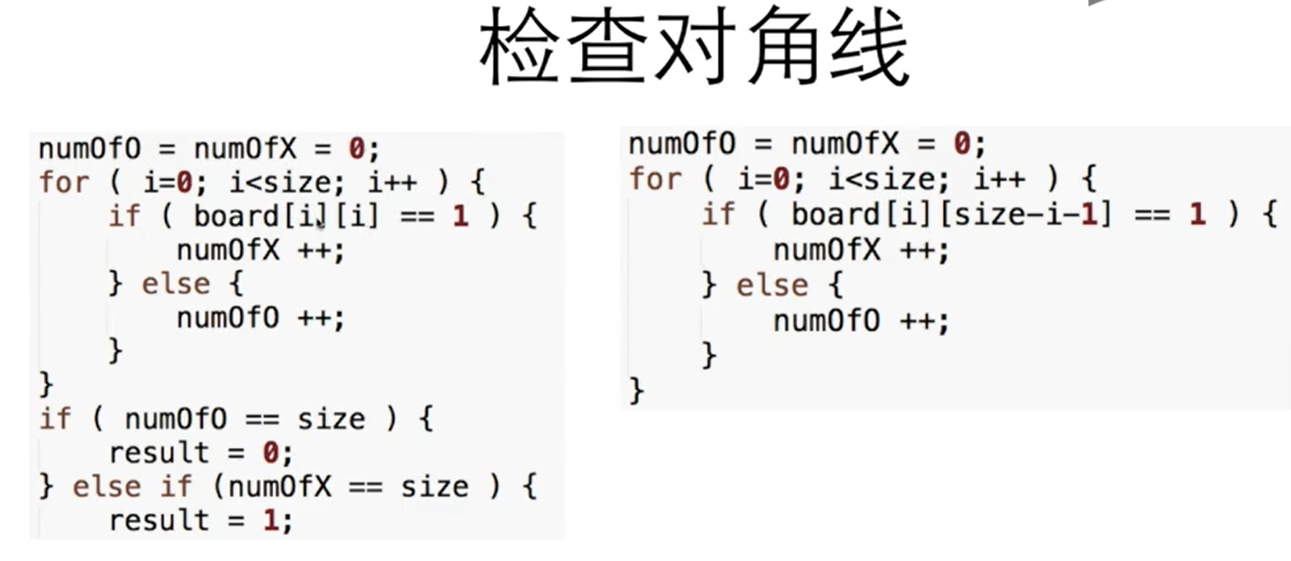 检查对角线
numOfO = numOfX = 0;
for ( i=0; i<size; i++ ) {
    if ( board[i][i] == 1 ) {
        numOfX ++;
    } else {
        numOfO ++;
    }
}
if ( numOfO == size ) {
    result = 0;
} else if (numOfX == size ) {
    result = 1;
numOfO = numOfX = 0;
for ( i=0; i<size; i++ ) {
    if ( board[i][size-i-1] == 1 ) {
        numOfX ++;
    } else {
        numOfO ++;
    }
}